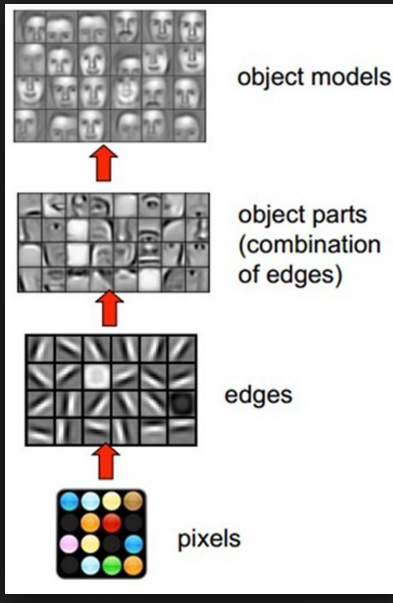 object models
object parts
(combination
of edges)
edges
pixels